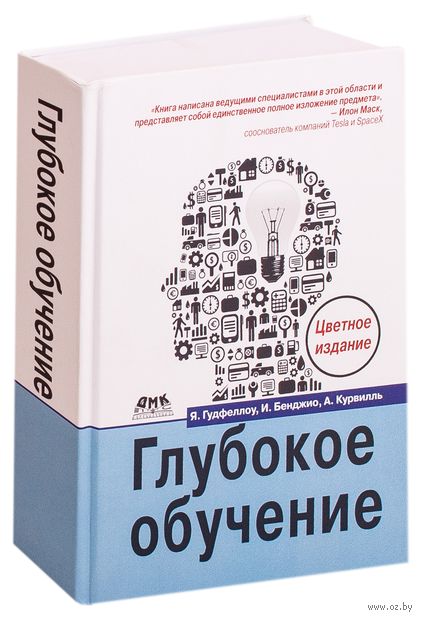 Глубокое обучение
«Книга написана ведущими специалистами в этой области и
представляет собой единственное полное изложение предмета».
— Илон Маск,
сооснователь компаний Tesla и SpaceX
Цветное
издание
ДМК
Я. Гудфеллоу, И. Бенджио, А. Курвилль
Глубокое
обучение
www.oz.by